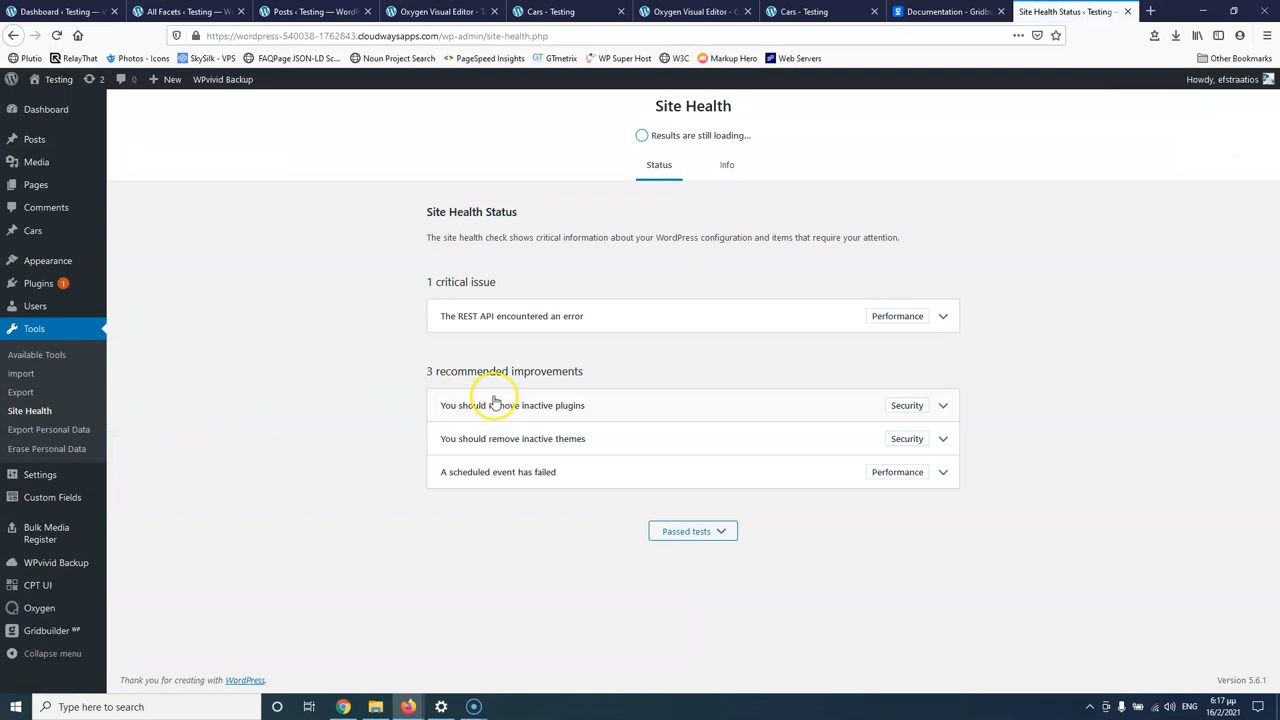 Dashboard ‹ Testing — W
All Facets ‹ Testing — W
Posts ‹ Testing — WordPr
Oxygen Visual Editor - T
Cars - Testing
Oxygen Visual Editor - C
Cars - Testing
Documentation - Gridbu
Site Health Status ‹ Testing —
https://wordpress-540038-1762843.cloudwaysapps.com/wp-admin/site-health.php
Plutio
RelayThat
Photos - Icons
SkySilk - VPS
FAQPage JSON-LD Sc...
Noun Project Search
PageSpeed Insights
GTmetrix
WP Super Host
W3C
Markup Hero
Web Servers
Other Bookmarks
Testing
2
0
New
WPvivid Backup
Howdy, efstraatios
Dashboard
Posts
Media
Pages
Comments
Cars
Appearance
Plugins 1
Users
Tools
Available Tools
Import
Export
Site Health
Export Personal Data
Erase Personal Data
Settings
Custom Fields
Bulk Media
Register
WPvivid Backup
CPT UI
Oxygen
Gridbuilder WP
Collapse menu
Site Health
Results are still loading...
Status
Info
Site Health Status
The site health check shows critical information about your WordPress configuration and items that require your attention.
1 critical issue
The REST API encountered an error
Performance
3 recommended improvements
You should remove inactive plugins
Security
You should remove inactive themes
Security
A scheduled event has failed
Performance
Passed tests
Thank you for creating with WordPress.
Version 5.6.1
Type here to search
6:17 μμ
16/2/2021